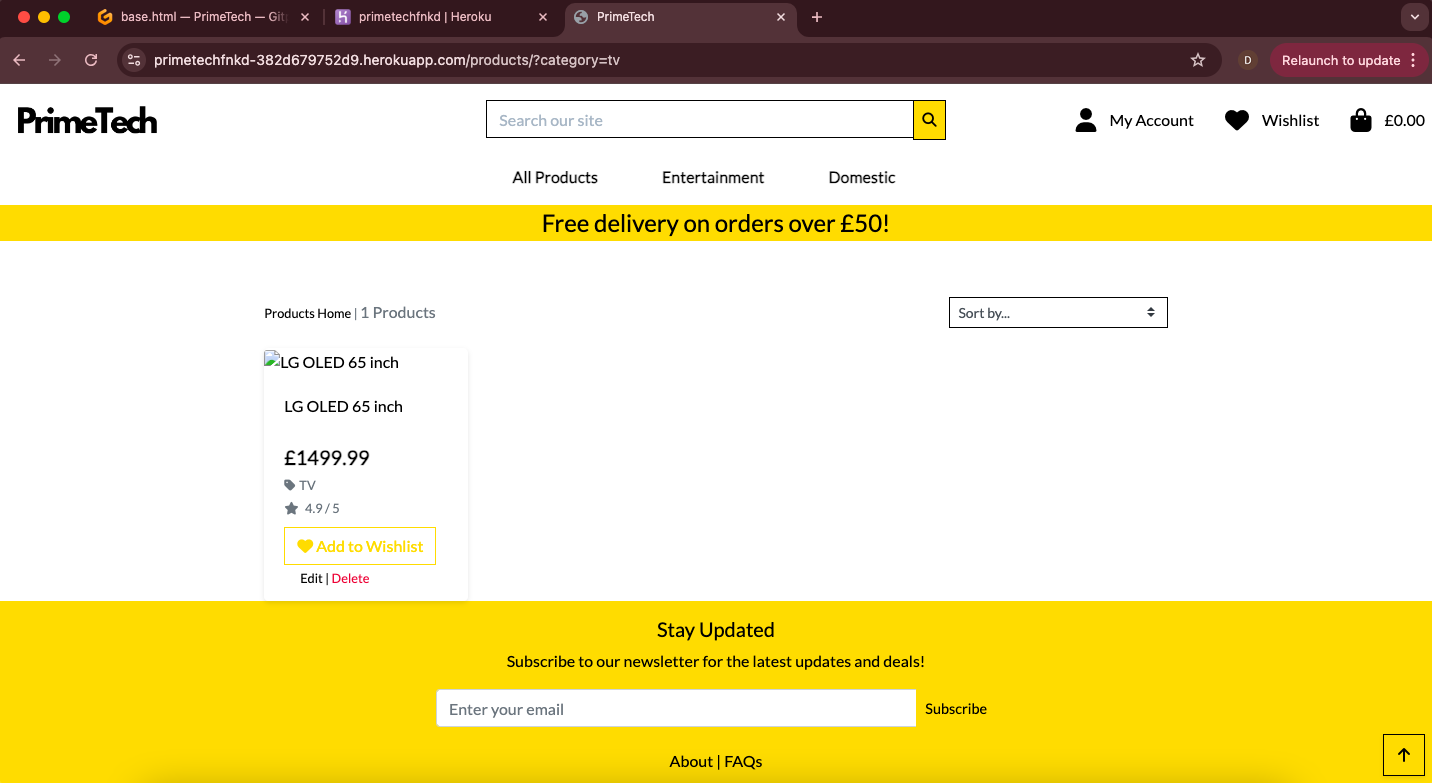 base.html — PrimeTech — Git
primetechfnkd | Heroku
PrimeTech
primetechfnkd-382d679752d9.herokuapp.com/products/?category=tv
D
Relaunch to update
PrimeTech
Search our site
My Account
Wishlist
£0.00
All Products
Entertainment
Domestic
Free delivery on orders over £50!
Products Home | 1 Products
Sort by...
LG OLED 65 inch
LG OLED 65 inch
£1499.99
TV
4.9 / 5
Add to Wishlist
Edit | Delete
Stay Updated
Subscribe to our newsletter for the latest updates and deals!
Enter your email
Subscribe
About | FAQs